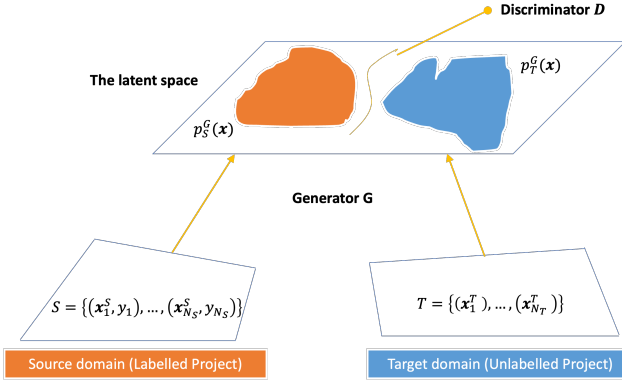 Discriminator D
The latent space
p_S^G(x)
p_T^G(x)
Generator G
S = {(x_1^S, y_1), …, (x_{N_S}^S, y_{N_S})}
T = {(x_1^T ), …, (x_{N_T}^T )}
Source domain (Labelled Project)
Target domain (Unlabelled Project)